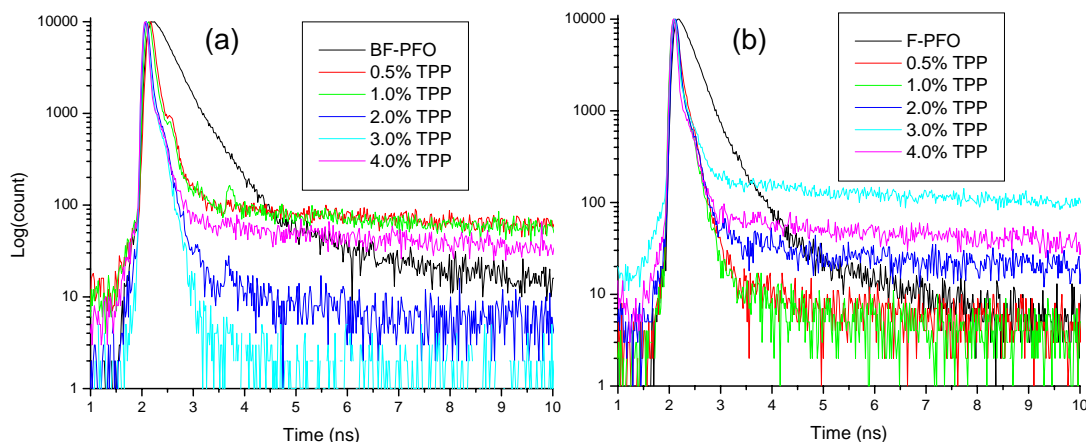 (a)
BF-PFO
0.5% TPP
1.0% TPP
2.0% TPP
3.0% TPP
4.0% TPP
Log(count)
10000
1000
100
10
1
1 2 3 4 5 6 7 8 9 10
Time (ns)
(b)
F-PFO
0.5% TPP
1.0% TPP
2.0% TPP
3.0% TPP
4.0% TPP
10000
1000
100
10
1
1 2 3 4 5 6 7 8 9 10
Time (ns)